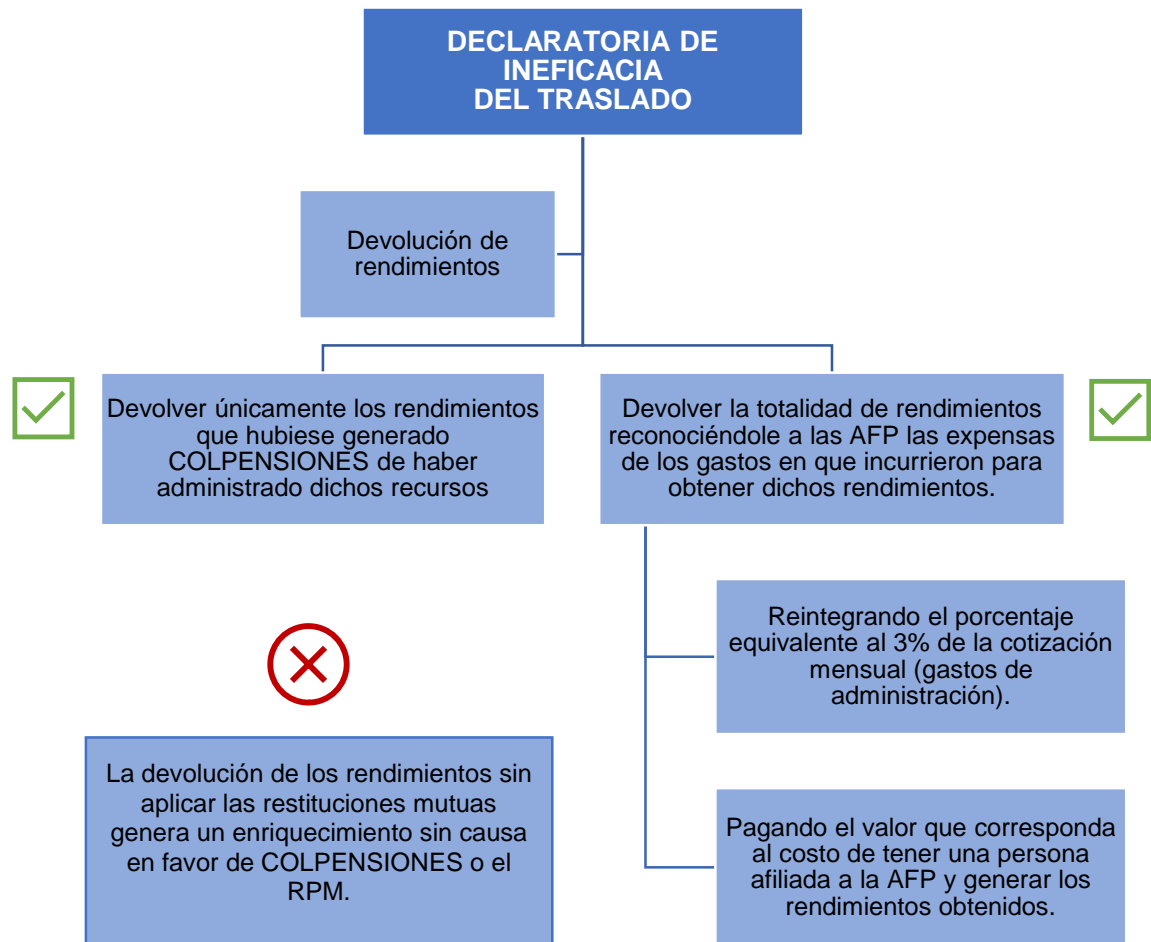 DECLARATORIA DE
INEFICACIA
DEL TRASLADO
Devolución de
rendimientos
Devolver únicamente los rendimientos
que hubiese generado
COLPENSIONES de haber
administrado dichos recursos
Devolver la totalidad de rendimientos
reconociéndole a las AFP las expensas
de los gastos en que incurrieron para
obtener dichos rendimientos.
Reintegrando el porcentaje
equivalente al 3% de la cotización
mensual (gastos de
administración).
La devolución de los rendimientos sin
aplicar las restituciones mutuas
genera un enriquecimiento sin causa
en favor de COLPENSIONES o el
RPM.
Pagando el valor que corresponda
al costo de tener una persona
afiliada a la AFP y generar los
rendimientos obtenidos.